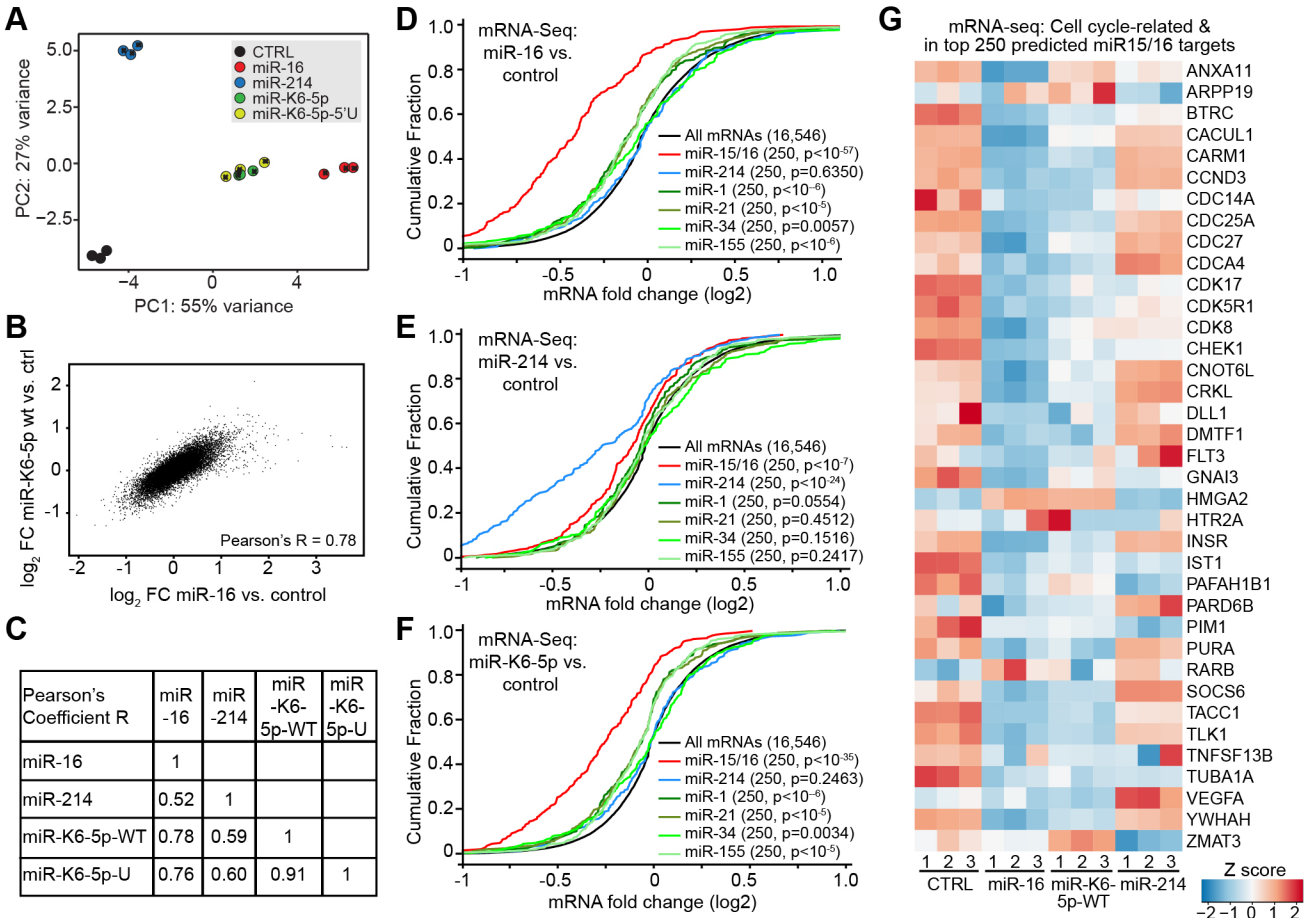 A
5.0
2.5
0.0
−2.5
PC2: 27% variance
−4
0
4
PC1: 55% variance
CTRL
miR-16
miR-214
miR-K6-5p
miR-K6-5p-5'U
B
log2 FC miR-K6-5p wt vs. ctrl
2
1
0
-1
-2
-1
0
1
2
3
Pearson's R = 0.78
log2 FC miR-16 vs. control
C
Pearson's Coefficient R
miR-16
miR-214
miR-K6-5p-WT
miR-K6-5p-U
miR-16
1
miR-214
0.52
1
miR-K6-5p-WT
0.78
0.59
1
miR-K6-5p-U
0.76
0.60
0.91
1
D
mRNA-Seq:
miR-16 vs.
control
Cumulative Fraction
1.0
0.8
0.6
0.4
0.2
0
All mRNAs (16,546)
miR-15/16 (250, p<10-57)
miR-214 (250, p=0.6350)
miR-1 (250, p<10-6)
miR-21 (250, p<10-5)
miR-34 (250, p=0.0057)
miR-155 (250, p<10-6)
-1
-0.5
0
0.5
1.0
mRNA fold change (log2)
E
mRNA-Seq:
miR-214 vs.
control
Cumulative Fraction
1.0
0.8
0.6
0.4
0.2
0
All mRNAs (16,546)
miR-15/16 (250, p<10-7)
miR-214 (250, p<10-24)
miR-1 (250, p=0.0554)
miR-21 (250, p=0.4512)
miR-34 (250, p=0.1516)
miR-155 (250, p=0.2417)
-1
-0.5
0
0.5
1.0
mRNA fold change (log2)
F
mRNA-Seq:
miR-K6-5p vs.
control
Cumulative Fraction
1.0
0.8
0.6
0.4
0.2
0
All mRNAs (16,546)
miR-15/16 (250, p<10-35)
miR-214 (250, p=0.2463)
miR-1 (250, p<10-6)
miR-21 (250, p<10-5)
miR-34 (250, p=0.0034)
miR-155 (250, p<10-5)
-1
-0.5
0
0.5
1.0
mRNA fold change (log2)
G
mRNA-seq: Cell cycle-related &
in top 250 predicted miR15/16 targets
ANXA11
ARPP19
BTRC
CACUL1
CARM1
CCND3
CDC14A
CDC25A
CDC27
CDCA4
CDK17
CDK5R1
CDK8
CHEK1
CNOT6L
CRKL
DLL1
DMTF1
FLT3
GNAI3
HMGA2
HTR2A
INSR
IST1
PAFAH1B1
PARD6B
PIM1
PURA
RARB
SOCS6
TACC1
TLK1
TNFSF13B
TUBA1A
VEGFA
YWHAH
ZMAT3
1 2 3 1 2 3 1 2 3 1 2 3
CTRL miR-16 miR-K6-5p-WT miR-214
Z score
−2 −1 0 1 2